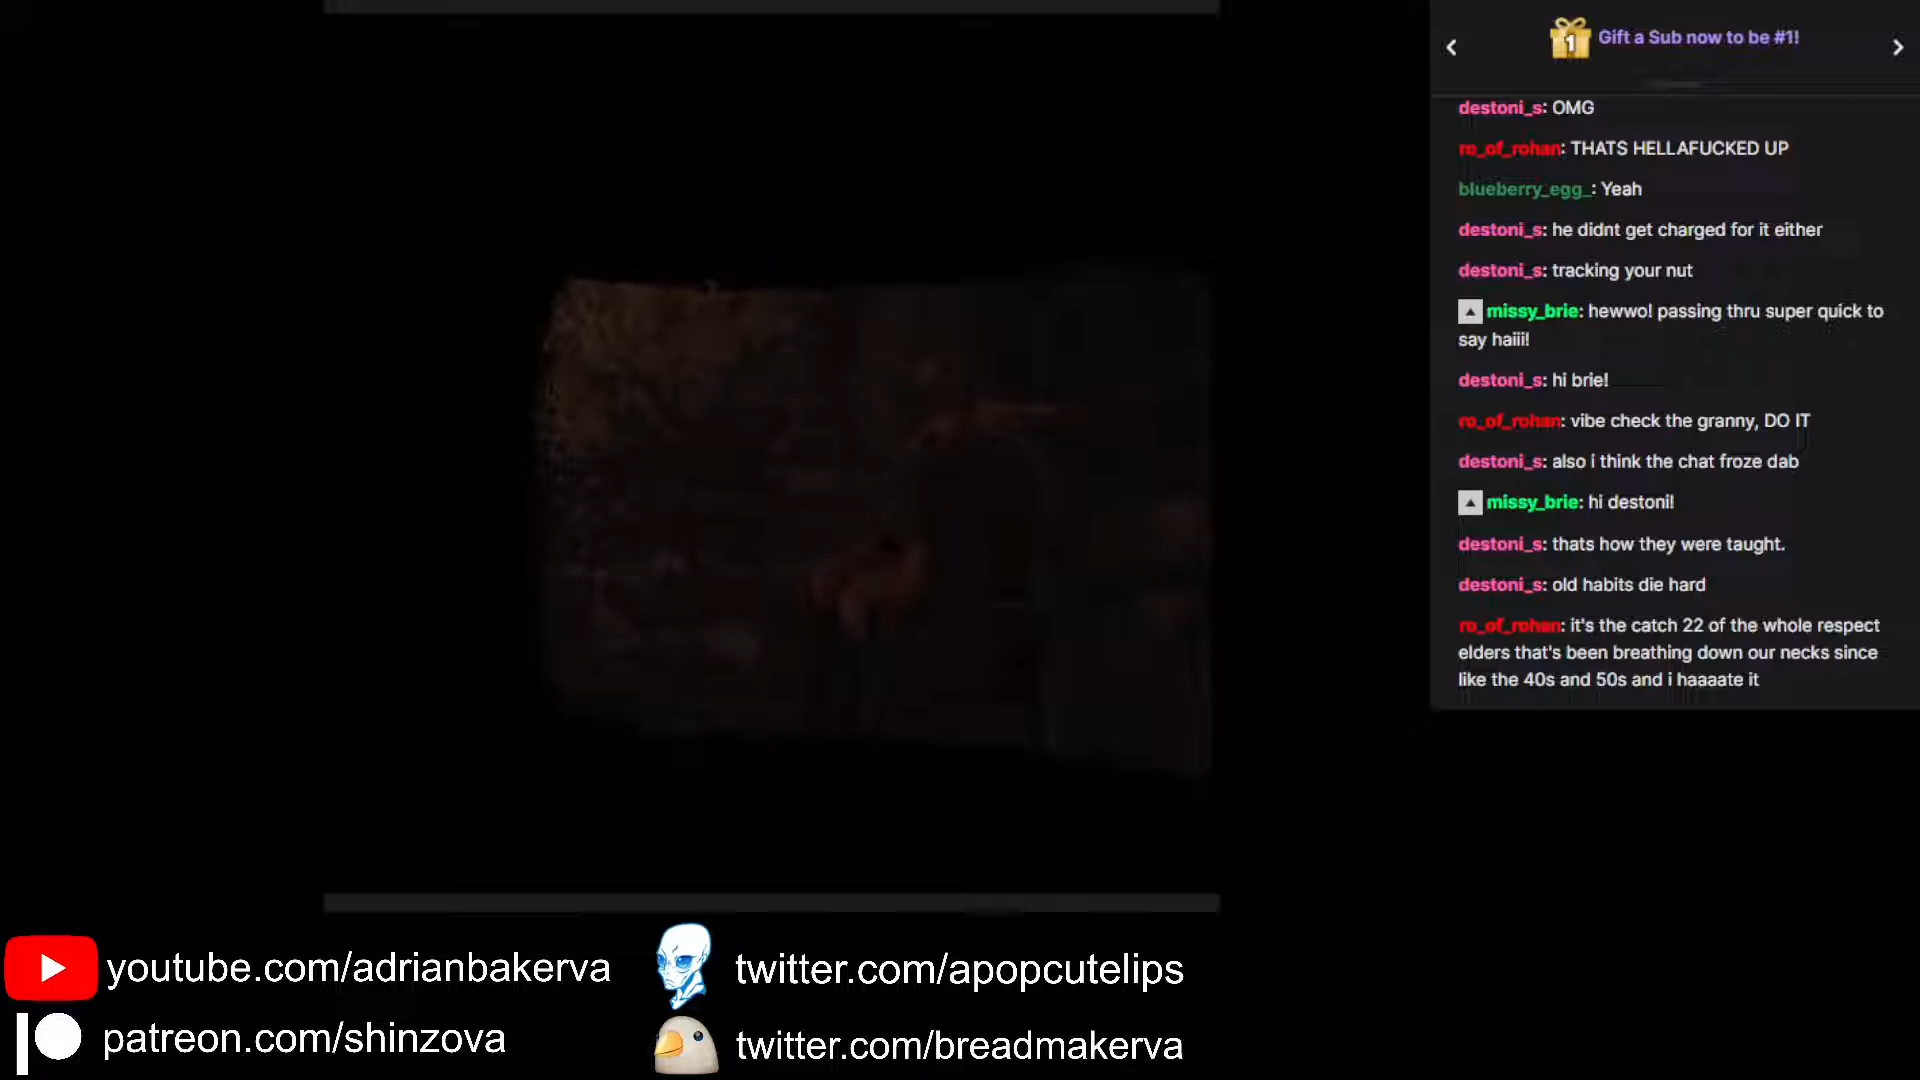 1 Gift a Sub now to be #1!
destoni_s: OMG
ro_of_rohan: THATS HELLAFUCKED UP
blueberry_egg_: Yeah
destoni_s: he didnt get charged for it either
destoni_s: tracking your nut
missy_brie: hewwo! passing thru super quick to
say haiii!
destoni_s: hi brie!
ro_of_rohan: vibe check the granny, DO IT
destoni_s: also i think the chat froze dab
missy_brie: hi destoni!
destoni_s: thats how they were taught.
destoni_s: old habits die hard
ro_of_rohan: it's the catch 22 of the whole respect
elders that's been breathing down our necks since
like the 40s and 50s and i haaaate it
youtube.com/adrianbakerva
twitter.com/apopcutelips
patreon.com/shinzova
twitter.com/breadmakerva